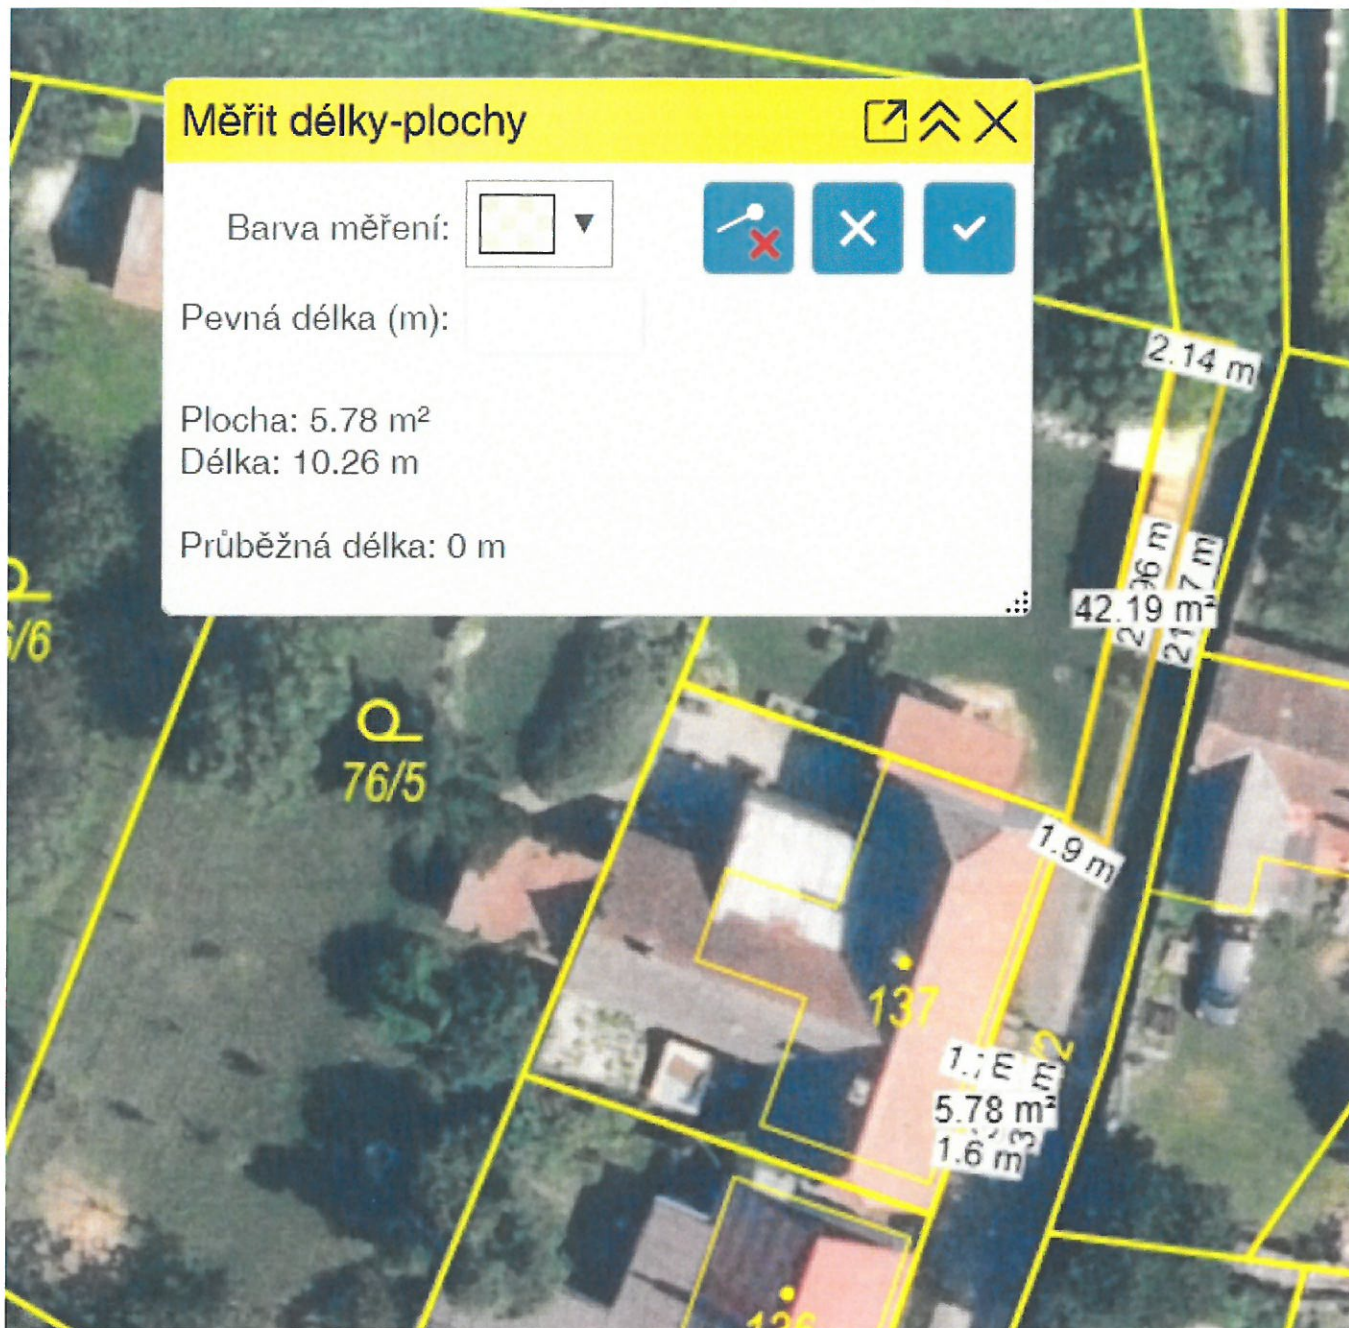 Měřit délky-plochy
Barva měření:
Pevná délka (m):
Plocha: 5.78 m²
Délka: 10.26 m
Průběžná délka: 0 m
2.14 m
42.19 m²
/6
76/5
1.9 m
137
5.78 m²
1.6 m